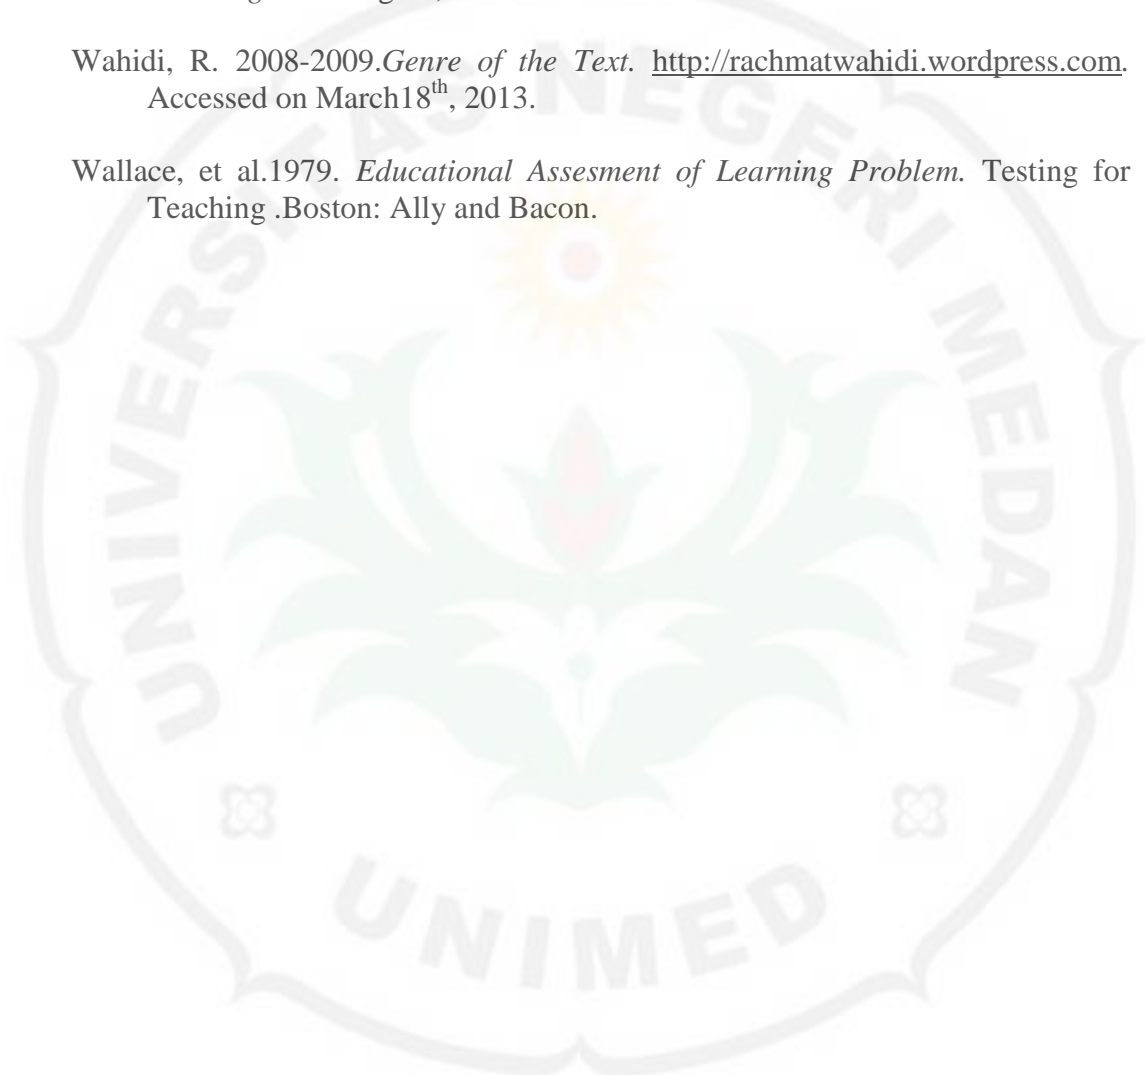 Wahidi, R. 2008-2009.Genre of the Text. http://rachmatwahidi.wordpress.com.
Accessed on March18th, 2013.
Wallace, et al.1979. Educational Assesment of Learning Problem. Testing for
Teaching .Boston: Ally and Bacon.
UNIVERSITAS NEGERI MEDAN
UNIMED